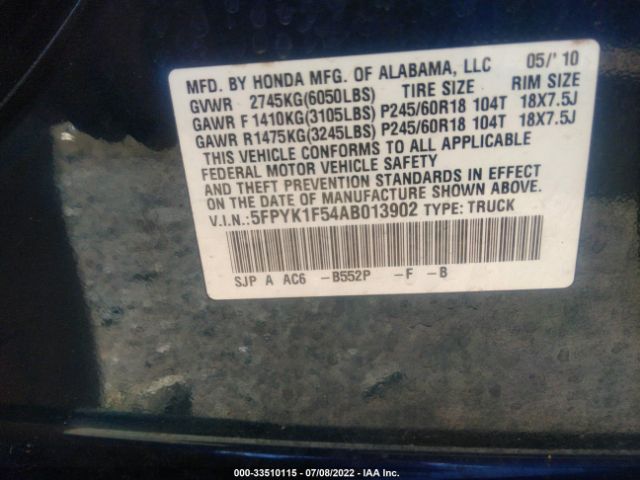 MFD. BY HONDA MFG. OF ALABAMA, LLC 05/'10
GVWR 2745KG(6050LBS) TIRE SIZE RIM SIZE
GAWR F 1410KG(3105LBS) P245/60R18 104T 18X7.5J
GAWR R 1475KG(3245LBS) P245/60R18 104T 18X7.5J
THIS VEHICLE CONFORMS TO ALL APPLICABLE
FEDERAL MOTOR VEHICLE SAFETY
AND THEFT PREVENTION STANDARDS IN EFFECT
ON THE DATE OF MANUFACTURE SHOWN ABOVE.
V.I.N.: 5FPYK1F54AB013902 TYPE: TRUCK
SJP A AC6 -B552P -F -B
000-33510115 - 07/08/2022 - IAA Inc.